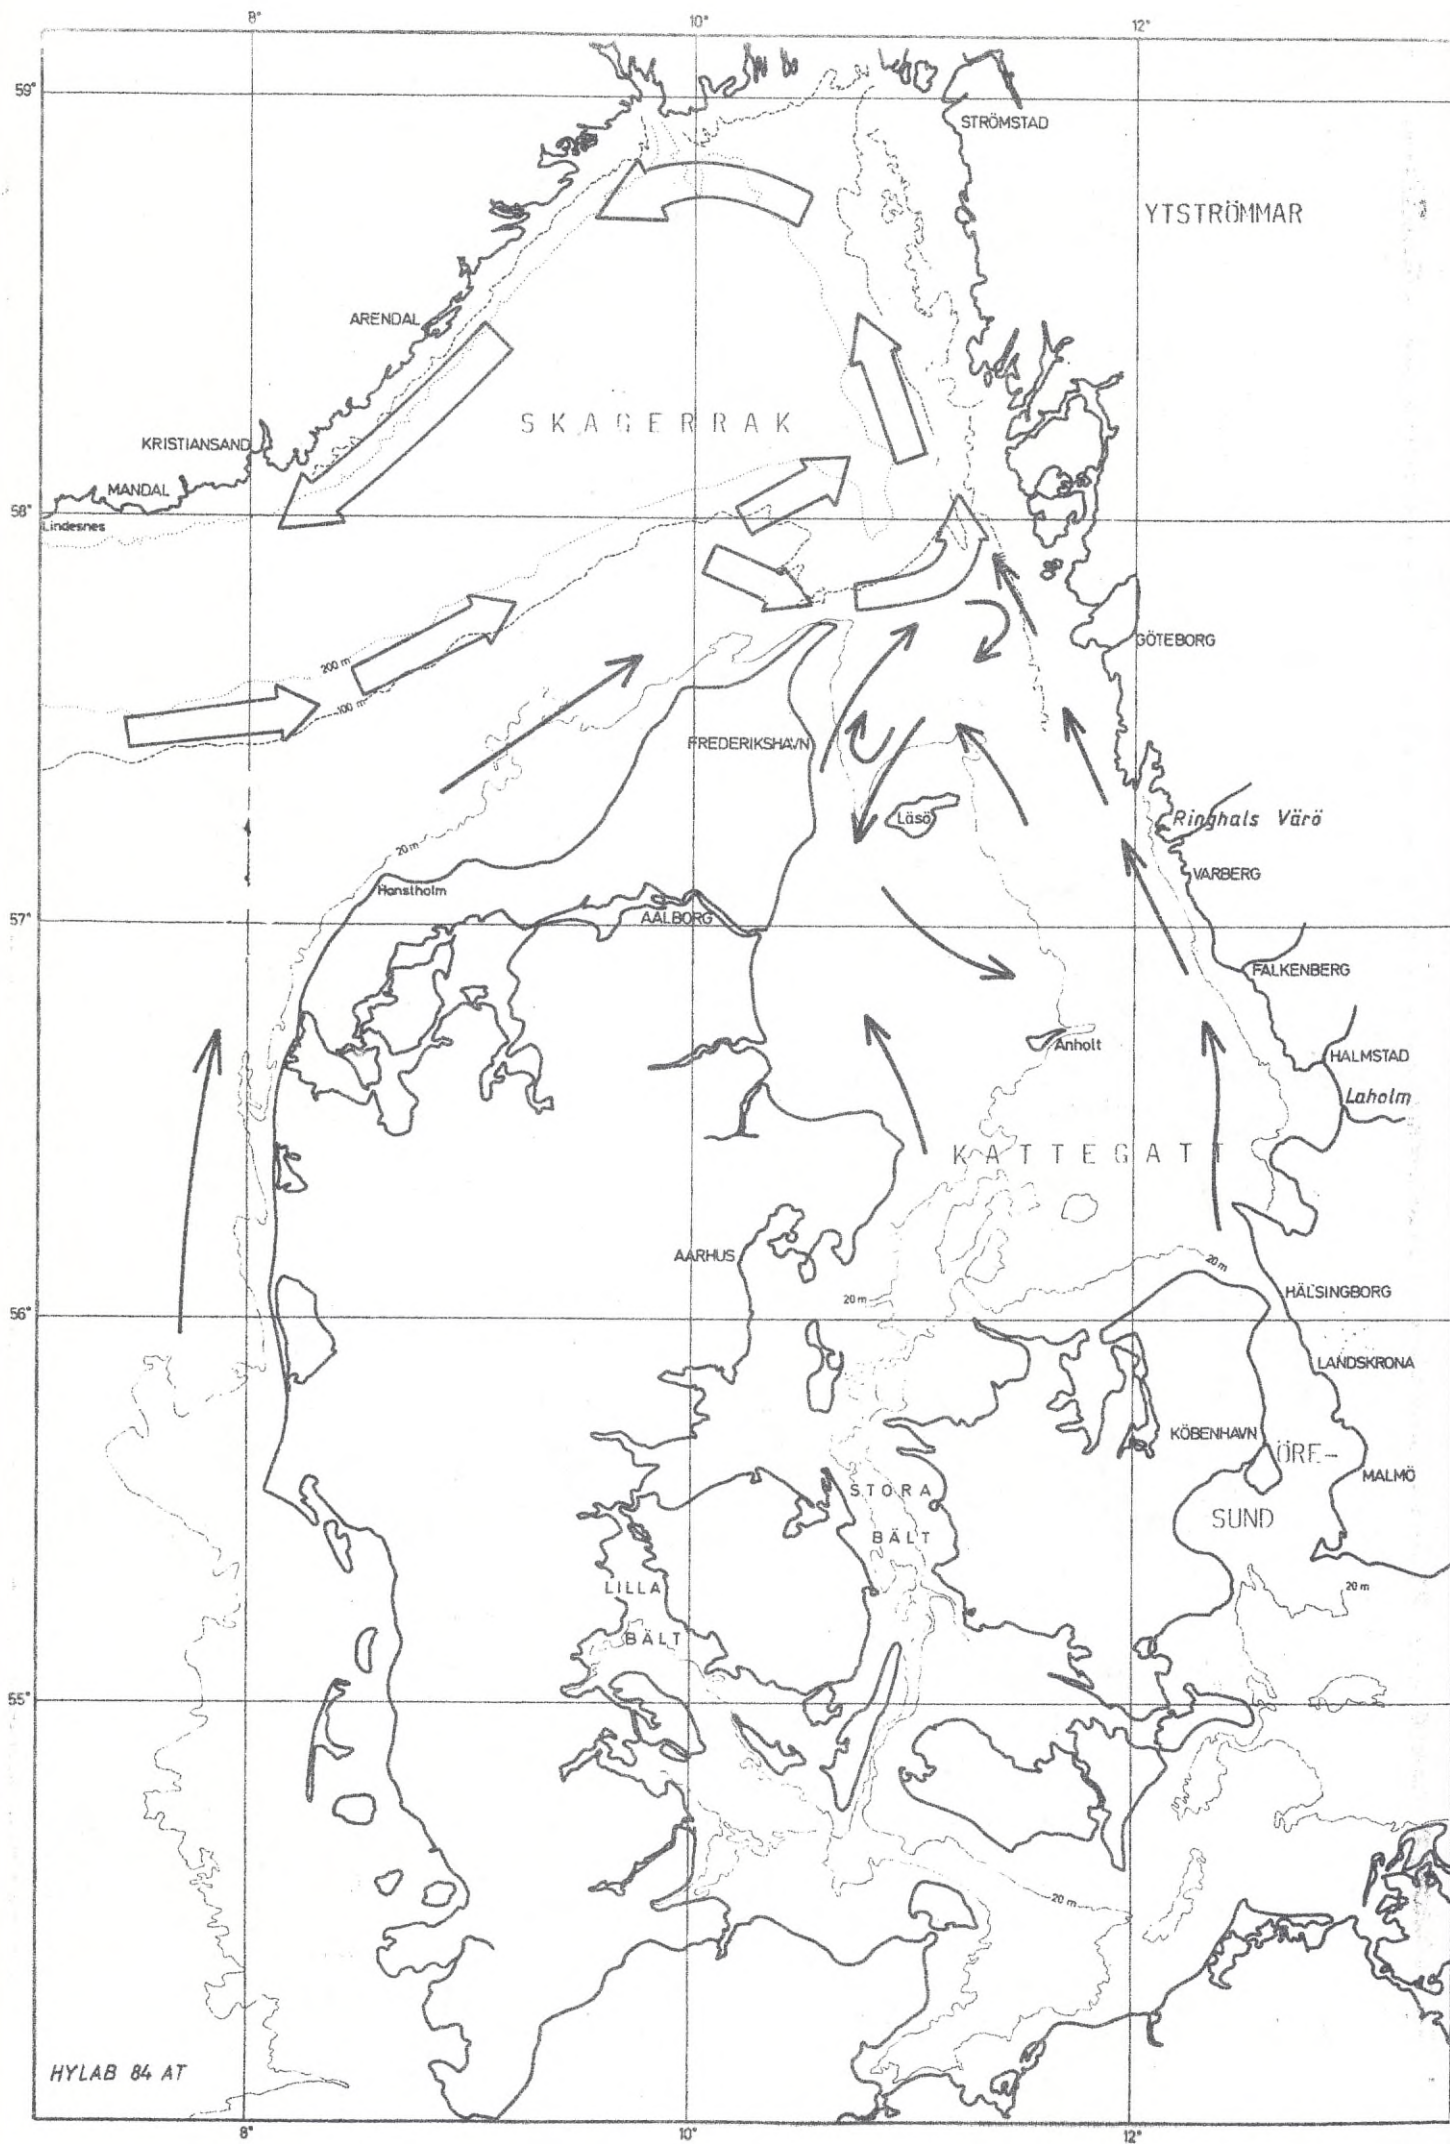 8° 10° 12°
59°
STRÖMSTAD
YTSTRÖMMAR
ARENDAL
SKAGERRAK
KRISTIANSAND
MANDAL
58°
Lindesnes
GÖTEBORG
200 m
100 m
FREDERIKSHAVN
Läsö
Ringhals Värö
20 m
VARBERG
Hanstholm
57°
AALBORG
FALKENBERG
Anholt
HALMSTAD
Laholm
KATTEGATT
AARHUS
20 m
HÄLSINGBORG
20 m
56°
LANDSKRONA
KÖBENHAVN
ÖRE-
MALMÖ
STORA
SUND
BÄLT
LILLA
20 m
BÄLT
55°
20 m
HYLAB 84 AT
8° 10° 12°